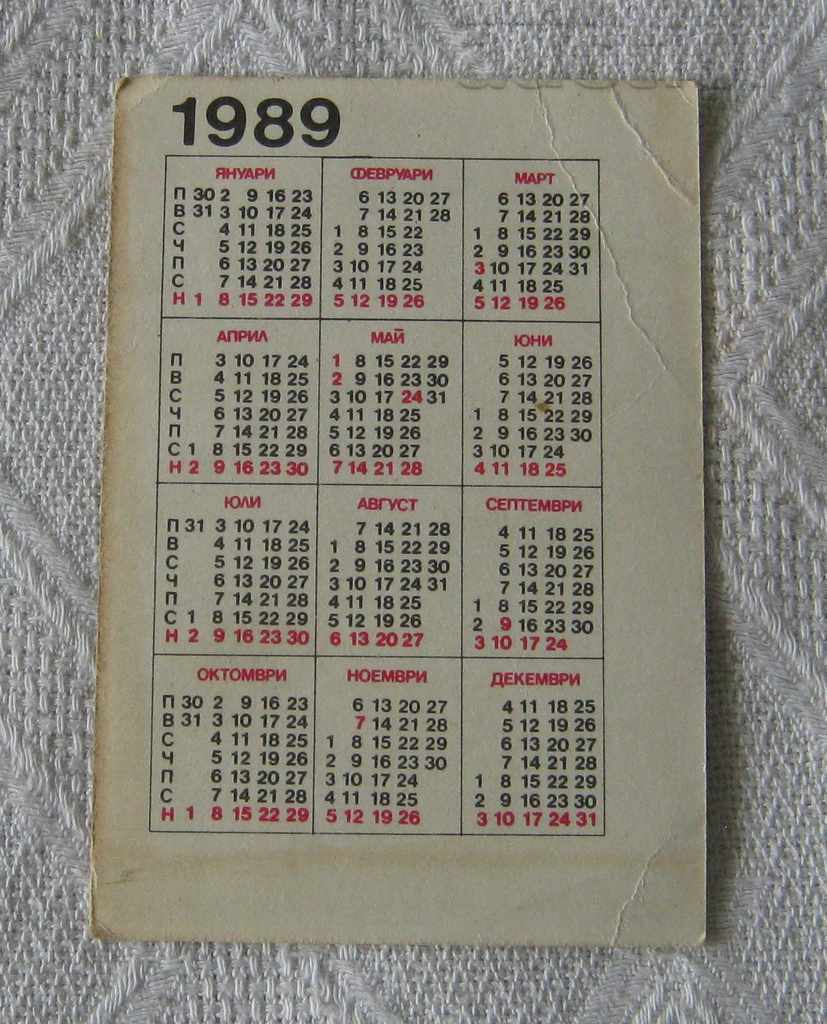 1989
ЯНУАРИ ФЕВРУАРИ МАРТ
П 30 2 9 16 23 6 13 20 27 6 13 20 27
В 31 3 10 17 24 7 14 21 28 7 14 21 28
С 4 11 18 25 1 8 15 22 1 8 15 22 29
Ч 5 12 19 26 2 9 16 23 2 9 16 23 30
П 6 13 20 27 3 10 17 24 3 10 17 24 31
С 7 14 21 28 4 11 18 25 4 11 18 25
Н 1 8 15 22 29 5 12 19 26 5 12 19 26
АПРИЛ МАЙ ЮНИ
П 3 10 17 24 1 8 15 22 29 5 12 19 26
В 4 11 18 25 2 9 16 23 30 6 13 20 27
С 5 12 19 26 3 10 17 24 31 7 14 21 28
Ч 6 13 20 27 4 11 18 25 1 8 15 22 29
П 7 14 21 28 5 12 19 26 2 9 16 23 30
С 1 8 15 22 29 6 13 20 27 3 10 17 24
Н 2 9 16 23 30 7 14 21 28 4 11 18 25
ЮЛИ АВГУСТ СЕПТЕМВРИ
П 31 3 10 17 24 7 14 21 28 4 11 18 25
В 4 11 18 25 1 8 15 22 29 5 12 19 26
С 5 12 19 26 2 9 16 23 30 6 13 20 27
Ч 6 13 20 27 3 10 17 24 31 7 14 21 28
П 7 14 21 28 4 11 18 25 1 8 15 22 29
С 1 8 15 22 29 5 12 19 26 2 9 16 23 30
Н 2 9 16 23 30 6 13 20 27 3 10 17 24
ОКТОМВРИ НОЕМВРИ ДЕКЕМВРИ
П 30 2 9 16 23 6 13 20 27 4 11 18 25
В 31 3 10 17 24 7 14 21 28 5 12 19 26
С 4 11 18 25 1 8 15 22 29 6 13 20 27
Ч 5 12 19 26 2 9 16 23 30 7 14 21 28
П 6 13 20 27 3 10 17 24 1 8 15 22 29
С 7 14 21 28 4 11 18 25 2 9 16 23 30
Н 1 8 15 22 29 5 12 19 26 3 10 17 24 31